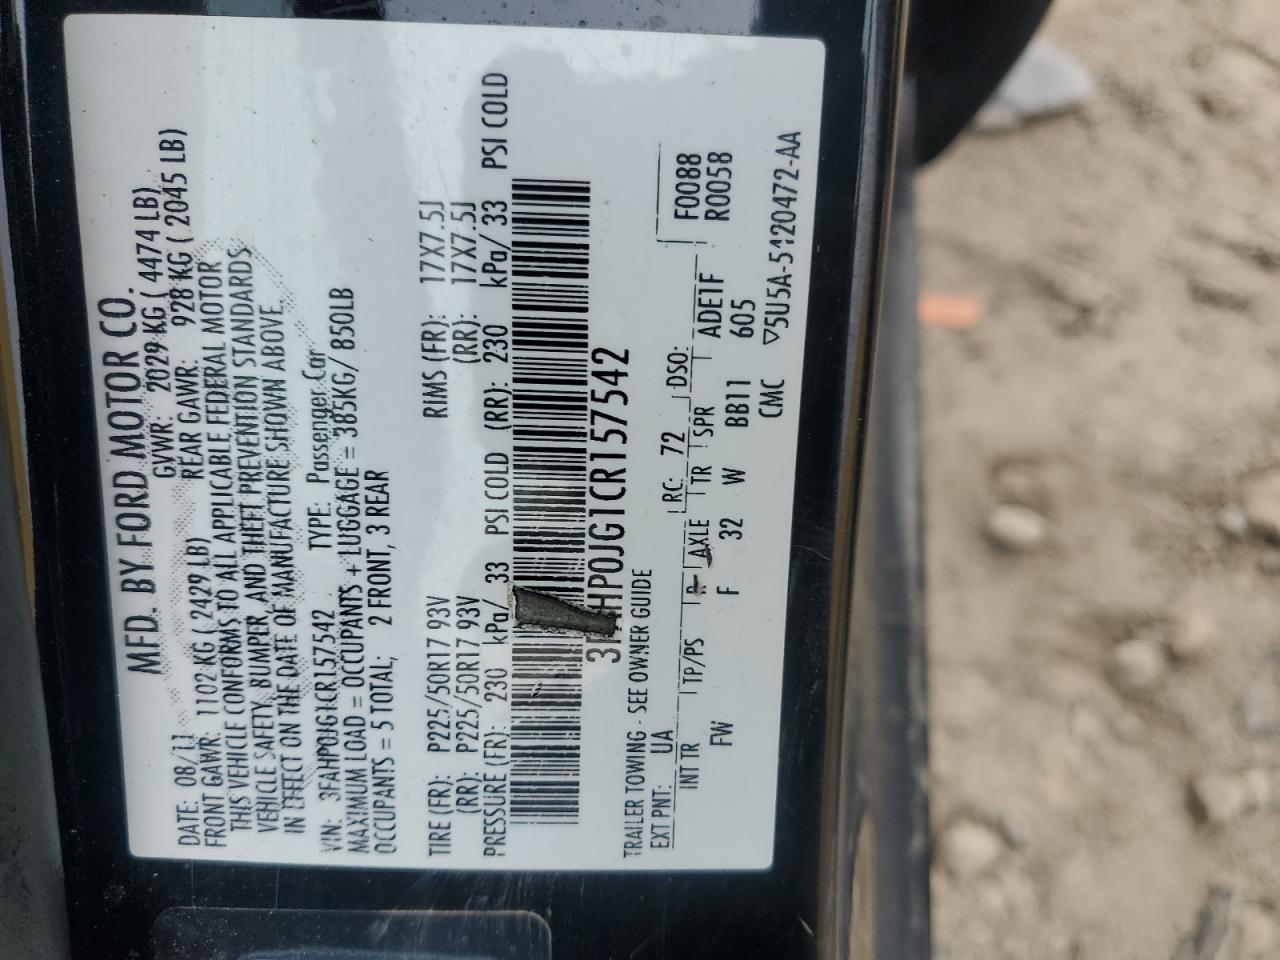 MFD. BY FORD MOTOR CO.
DATE: 08/11 GVWR: 2029 KG ( 4474 LB)
FRONT GAWR: 1102 KG ( 2429 LB) REAR GAWR: 928 KG ( 2045 LB)
THIS VEHICLE CONFORMS TO ALL APPLICABLE FEDERAL MOTOR
VEHICLE SAFETY, BUMPER, AND THEFT PREVENTION STANDARDS
IN EFFECT ON THE DATE OF MANUFACTURE SHOWN ABOVE.
VIN: 3FAHP0JG1CR157542 TYPE: Passenger Car
MAXIMUM LOAD = OCCUPANTS + LUGGAGE = 385KG/ 850LB
OCCUPANTS = 5 TOTAL; 2 FRONT, 3 REAR
TIRE (FR): P225/50R17 93V RIMS (FR): 17X7.5J
(RR): P225/50R17 93V (RR): 17X7.5J
PRESSURE (FR): 230 kPa/ 33 PSI COLD (RR): 230 kPa/ 33 PSI COLD
HP0JG1CR157542
TRAILER TOWING - SEE OWNER GUIDE
EXT PNT: UA RC: 72 DSO: F0088
INT TR TP/PS R AXLE TR SPR ADE1F R0058
FW F 32 W BB11 605
CMC ▽5U5A-5420472-AA